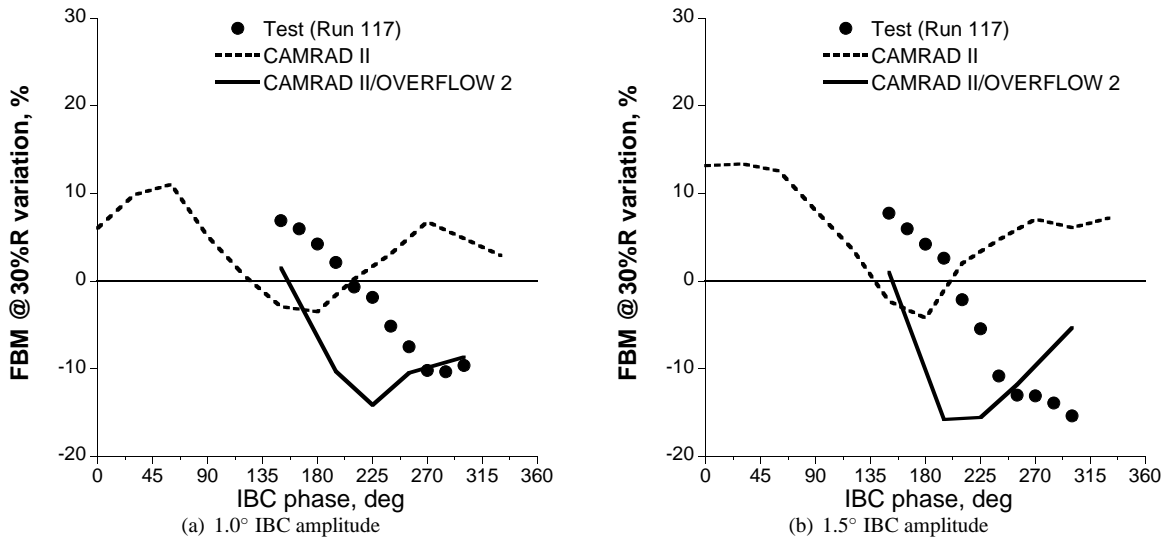 FBM @30%R variation, %
30
20
10
0
-10
-20
Test (Run 117)
CAMRAD II
CAMRAD II/OVERFLOW 2
0 45 90 135 180 225 270 315 360
IBC phase, deg
(a) 1.0° IBC amplitude
FBM @30%R variation, %
30
20
10
0
-10
-20
Test (Run 117)
CAMRAD II
CAMRAD II/OVERFLOW 2
0 45 90 135 180 225 270 315 360
IBC phase, deg
(b) 1.5° IBC amplitude